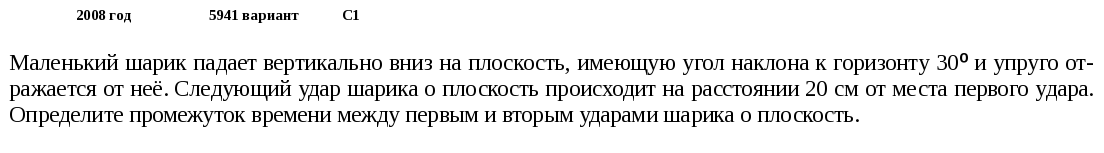 2008 год 5941 вариант С1
Маленький шарик падает вертикально вниз на плоскость, имеющую угол наклона к горизонту 30⁰ и упруго от-
ражается от неё. Следующий удар шарика о плоскость происходит на расстоянии 20 см от места первого удара.
Определите промежуток времени между первым и вторым ударами шарика о плоскость.